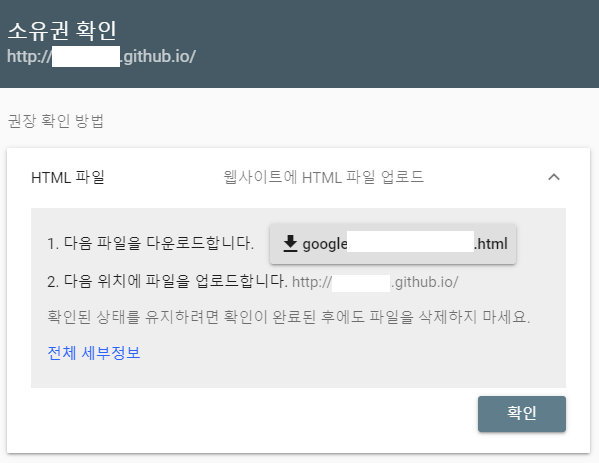 소유권 확인
http:// .github.io/
권장 확인 방법
HTML 파일 웹사이트에 HTML 파일 업로드
1. 다음 파일을 다운로드합니다. google .html
2. 다음 위치에 파일을 업로드합니다. http:// .github.io/
확인된 상태를 유지하려면 확인이 완료된 후에도 파일을 삭제하지 마세요.
전체 세부정보
확인